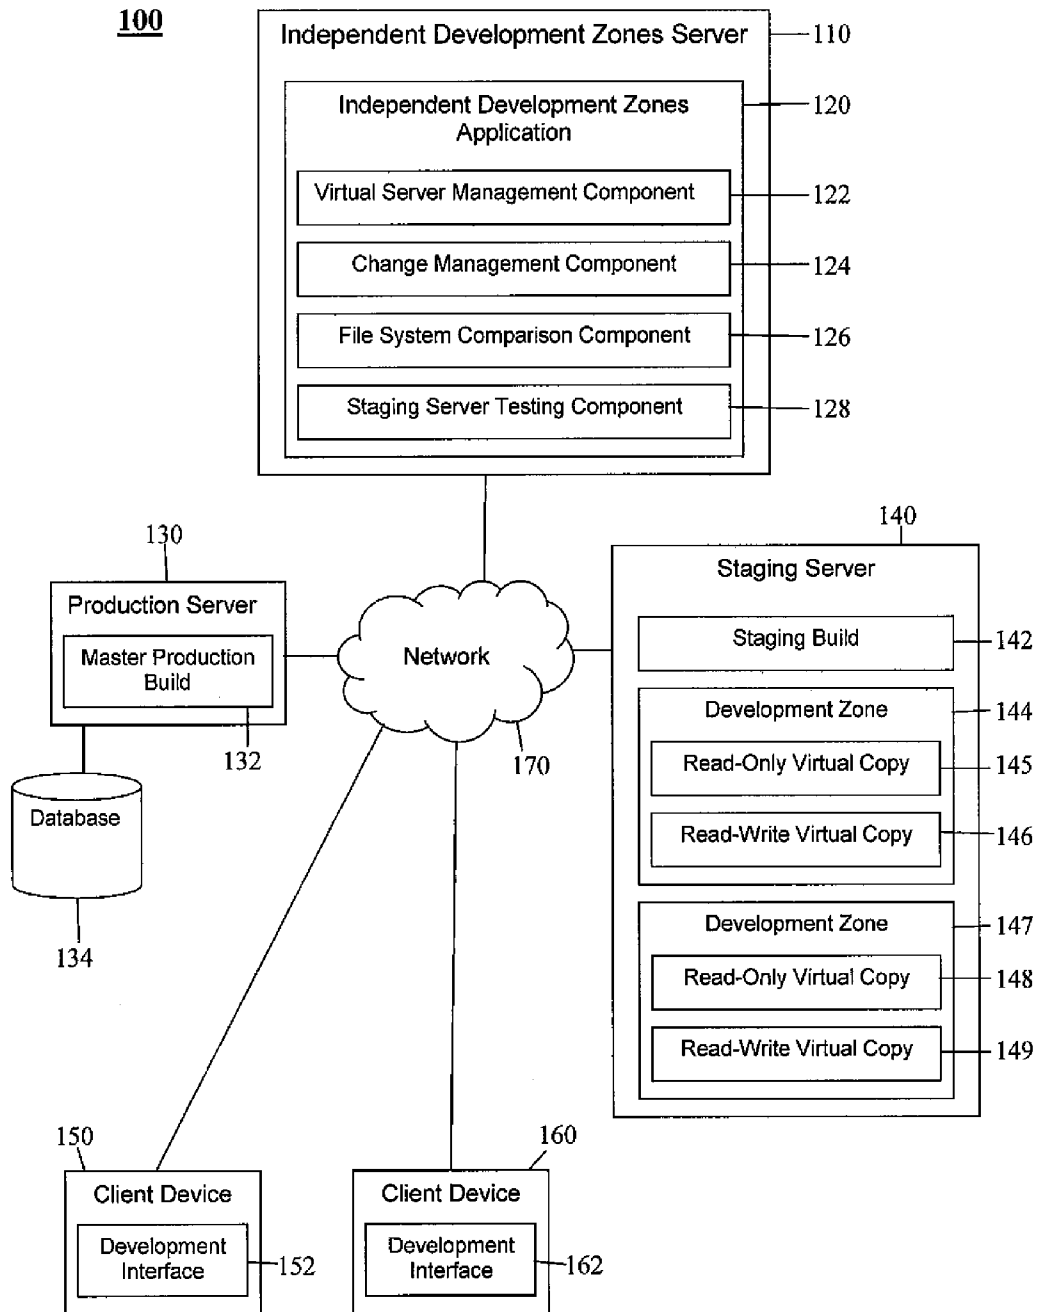 100
Independent Development Zones Server
110
Independent Development Zones
Application
120
Virtual Server Management Component
122
Change Management Component
124
File System Comparison Component
126
Staging Server Testing Component
128
130
Production Server
Master Production
Build
132
Database
134
Network
170
140
Staging Server
Staging Build
142
Development Zone
144
Read-Only Virtual Copy
145
Read-Write Virtual Copy
146
Development Zone
147
Read-Only Virtual Copy
148
Read-Write Virtual Copy
149
150
Client Device
Development
Interface
152
160
Client Device
Development
Interface
162